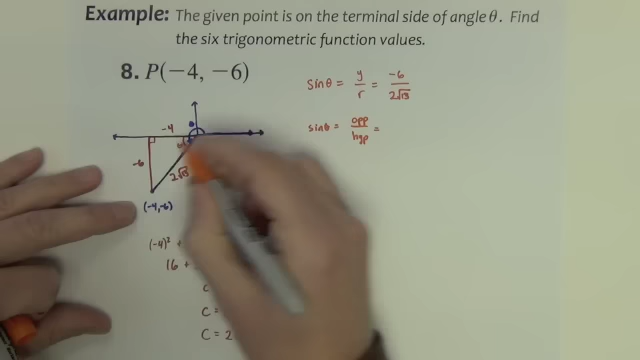 Example: The given point is on the terminal side of angle θ. Find
the six trigonometric function values.
8. P(−4, −6)
sinθ = y/r = -6/2√13
sinθ = opp/hyp =
-4
-6
2√13
(-4,-6)
(-4)² +
16 +
C =
C = 2